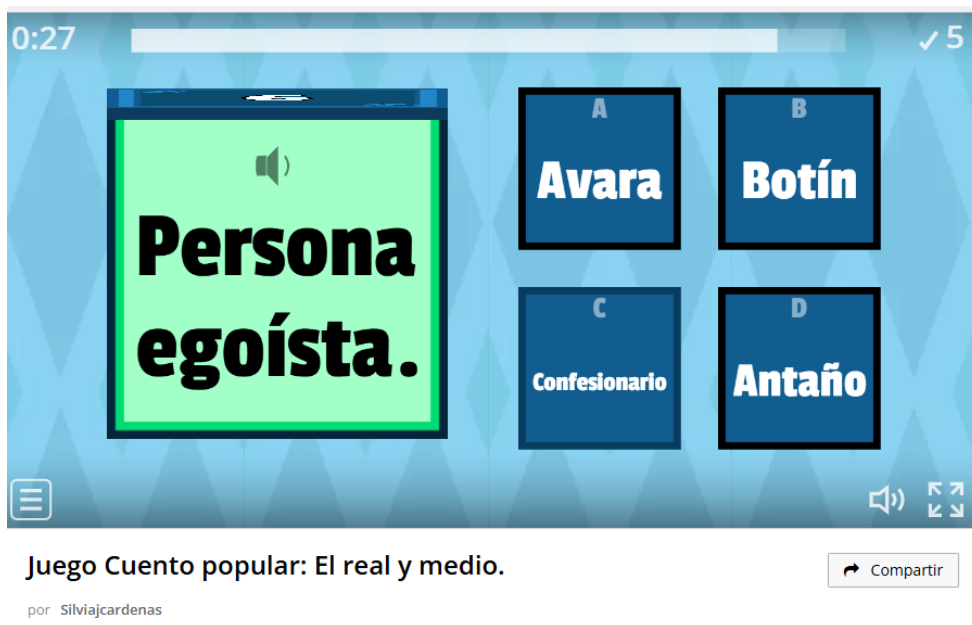 0:27
✓ 5
Persona
egoísta.
A
Avara
B
Botín
C
Confesionario
D
Antaño
Juego Cuento popular: El real y medio.
Compartir
por Silviajcardenas